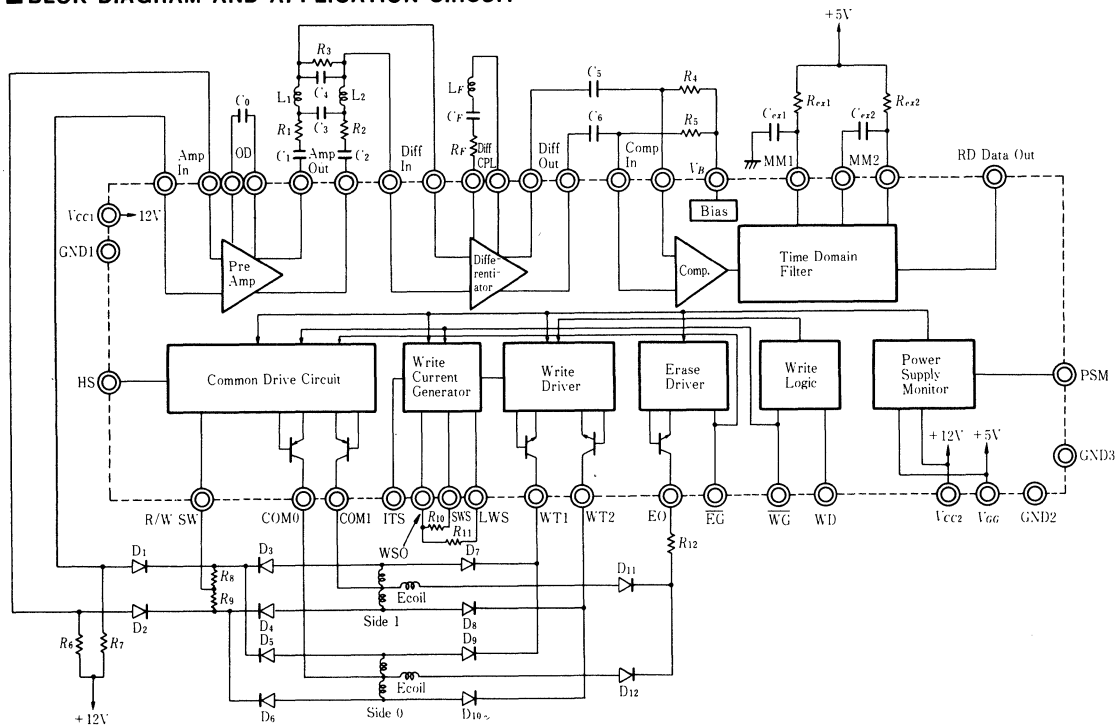 BLOK DIAGRAM AND APPLICATION CIRCUIT
+5V
R3
C4
L1
L2
C3
R1
R2
C1
Amp Out
C2
C0
OD
Amp In
LF
CF
RF
Diff CPL
Diff In
Diff Out
C5
C6
Comp In
R4
R5
VB
Cex1
Rex1
Cex2
Rex2
MM1
MM2
RD Data Out
VCC1
12V
GND1
Bias
Pre Amp
Differentiator
Comp.
Time Domain Filter
HS
Common Drive Circuit
Write Current Generator
Write Driver
Erase Driver
Write Logic
Power Supply Monitor
PSM
+12V
+5V
GND3
R/W SW
COM0
COM1
ITS
WSO
R10
SWS
R11
LWS
WT1
WT2
EO
EG
WG
WD
VCC2
VGG
GND2
R12
D1
R8
D3
D7
Ecoil
D11
D2
R9
D4
Side 1
D8
R6
R7
D5
D9
Ecoil
D12
D6
Side 0
D10
+12V